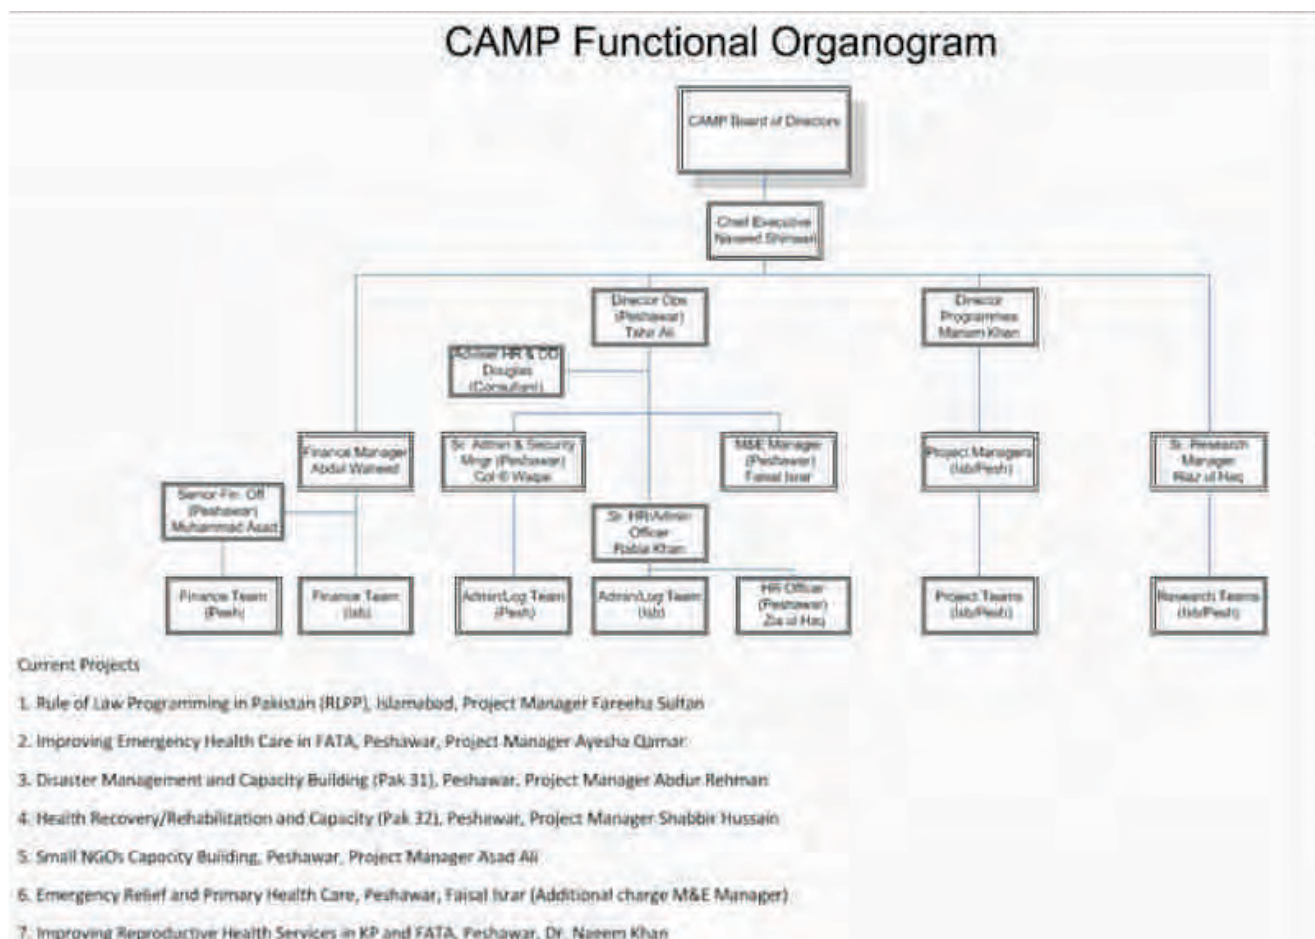 CAMP Functional Organogram
CAMP Board of Directors
Chief Executive
Naveed Shinwari
Director Ops
(Peshawar)
Tahir Ali
Director
Programmes
Mariam Khan
Adviser HR & OD
Douglas
(Consultant)
Finance Manager
Abdul Waheed
Sr. Admin & Security
Mngr (Peshawar)
Col ® Waqar
M&E Manager
(Peshawar)
Faisal Israr
Project Managers
(Isb/Pesh)
Sr. Research
Manager
Riaz ul Haq
Senior Fin. Off.
(Peshawar)
Muhammad Asad
Sr. HR/Admin
Officer
Rabia Khan
Finance Team
(Pesh)
Finance Team
(Isb)
Admin/Log Team
(Pesh)
Admin/Log Team
(Isb)
HR Officer
(Peshawar)
Zia ul Haq
Project Teams
(Isb/Pesh)
Research Teams
(Isb/Pesh)
Current Projects
1. Rule of Law Programming in Pakistan (RLPP), Islamabad, Project Manager Fareeha Sultan
2. Improving Emergency Health Care in FATA, Peshawar, Project Manager Ayesha Qamar
3. Disaster Management and Capacity Building (Pak 31), Peshawar, Project Manager Abdur Rehman
4. Health Recovery/Rehabilitation and Capacity (Pak 32), Peshawar, Project Manager Shabbir Hussain
5. Small NGOs Capacity Building, Peshawar, Project Manager Asad Ali
6. Emergency Relief and Primary Health Care, Peshawar, Faisal Israr (Additional charge M&E Manager)
7. Improving Reproductive Health Services in KP and FATA, Peshawar, Dr. Naeem Khan